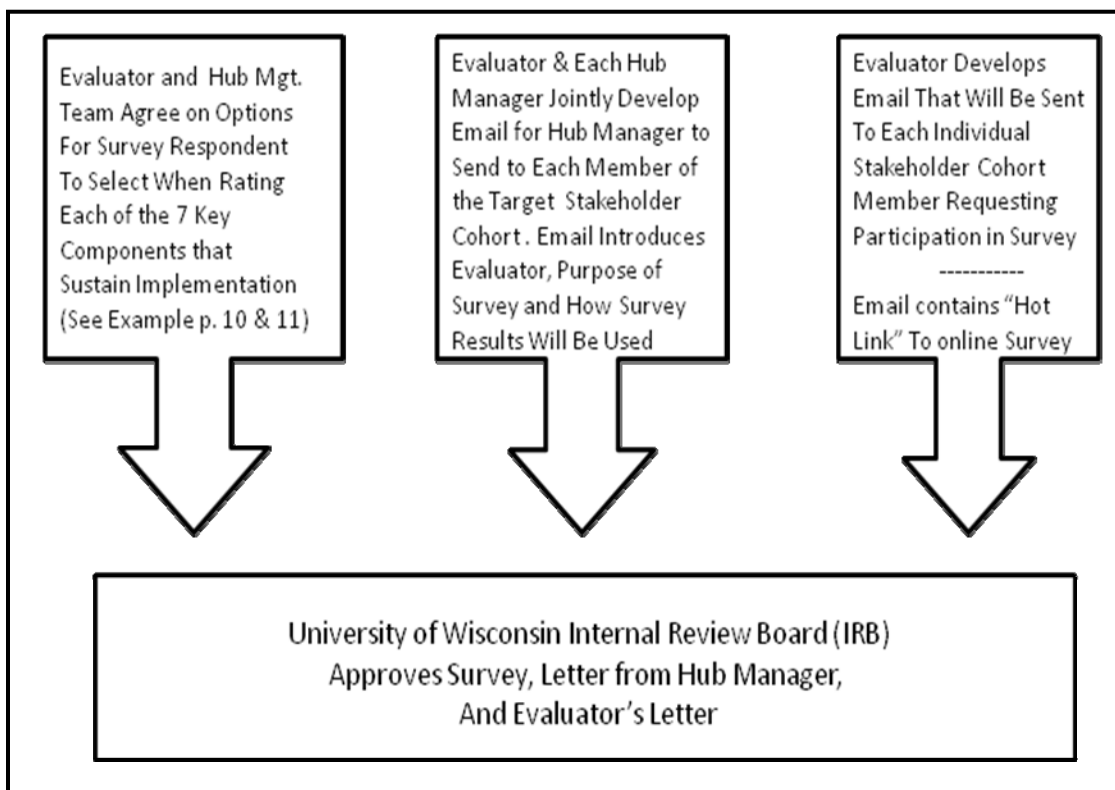 Evaluator and Hub Mgt.
Team Agree on Options
For Survey Respondent
To Select When Rating
Each of the 7 Key
Components that
Sustain Implementation
(See Example p. 10 & 11)
Evaluator & Each Hub
Manager Jointly Develop
Email for Hub Manager to
Send to Each Member of
the Target Stakeholder
Cohort . Email Introduces
Evaluator, Purpose of
Survey and How Survey
Results Will Be Used
Evaluator Develops
Email That Will Be Sent
To Each Individual
Stakeholder Cohort
Member Requesting
Participation in Survey
-----------
Email contains “Hot
Link” To online Survey
University of Wisconsin Internal Review Board (IRB)
Approves Survey, Letter from Hub Manager,
And Evaluator’s Letter